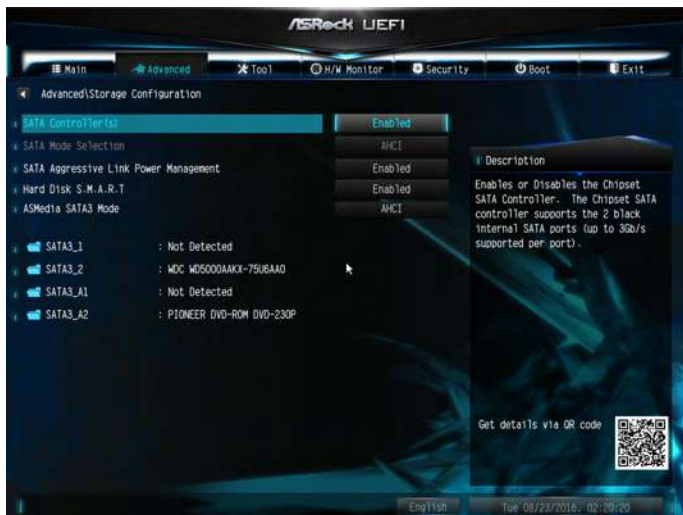 ASRock UEFI
Main Advanced Tool H/W Monitor Security Boot Exit
Advanced\Storage Configuration
SATA Controller(s) Enabled
SATA Mode Selection AHCI
SATA Aggressive Link Power Management Enabled
Hard Disk S.M.A.R.T Enabled
ASMedia SATA3 Mode AHCI
SATA3_1 : Not Detected
SATA3_2 : WDC WD5000AAKX-75U6AA0
SATA3_A1 : Not Detected
SATA3_A2 : PIONEER DVD-ROM DVD-230P
Description
Enables or Disables the Chipset
SATA Controller. The Chipset SATA
controller supports the 2 black
internal SATA ports (up to 3Gb/s
supported per port).
Get details via QR code
English Tue 08/23/2016, 02:20:20